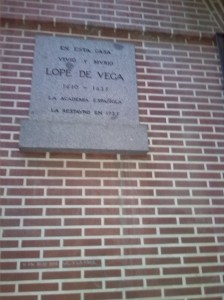 EN ESTA CASA
VIVIO Y MURIO
LOPE DE VEGA
1610 • 1635
LA ACADEMIA ESPAÑOLA
LA RESTAURO EN